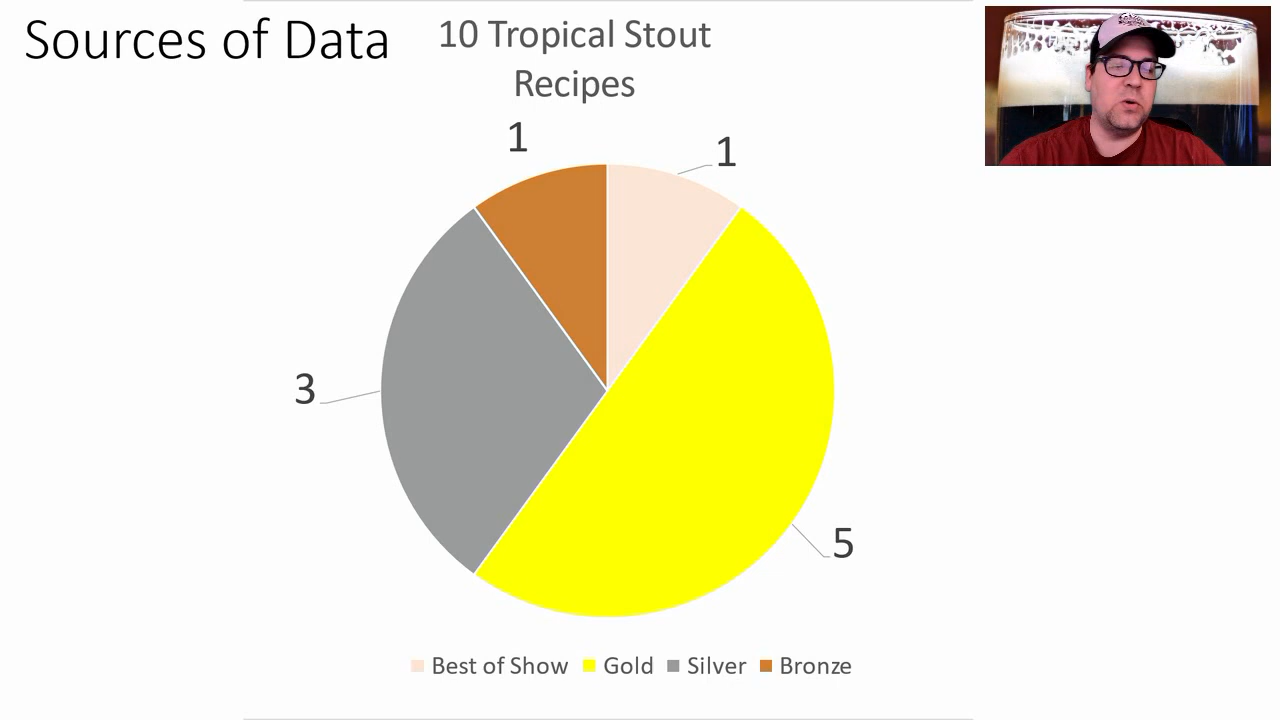 Sources of Data
10 Tropical Stout
Recipes
1
1
3
5
Best of Show
Gold
Silver
Bronze